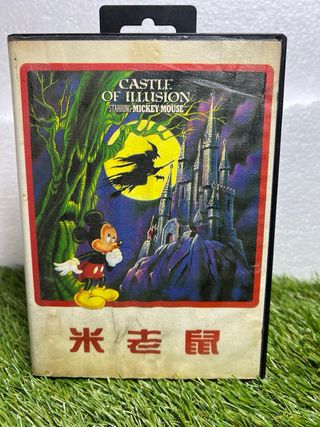 CASTLE
OF ILLUSION
STARRING MICKEY MOUSE
米老鼠